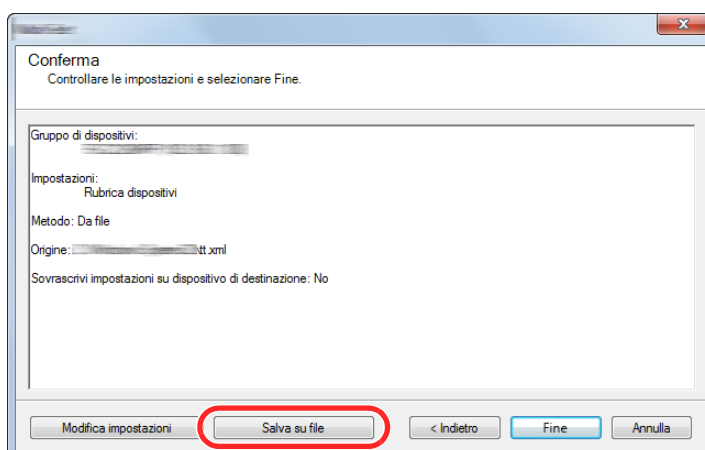 Conferma
Controllare le impostazioni e selezionare Fine.
Gruppo di dispositivi:
Impostazioni:
Rubrica dispositivi
Metodo: Da file
Origine: tt.xml
Sovrascrivi impostazioni su dispositivo di destinazione: No
Modifica impostazioni Salva su file < Indietro Fine Annulla